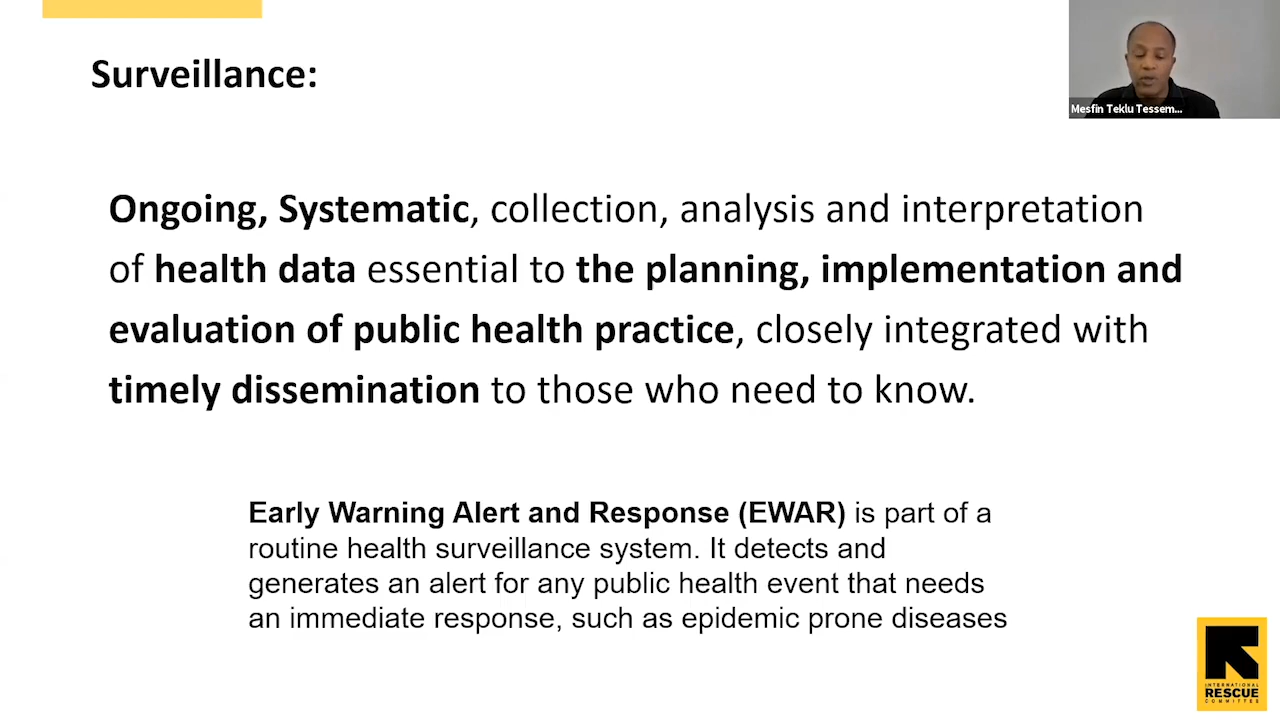 Surveillance:
Mesfin Teklu Tessem...
Ongoing, Systematic, collection, analysis and interpretation
of health data essential to the planning, implementation and
evaluation of public health practice, closely integrated with
timely dissemination to those who need to know.
Early Warning Alert and Response (EWAR) is part of a
routine health surveillance system. It detects and
generates an alert for any public health event that needs
an immediate response, such as epidemic prone diseases
INTERNATIONAL
RESCUE
COMMITTEE